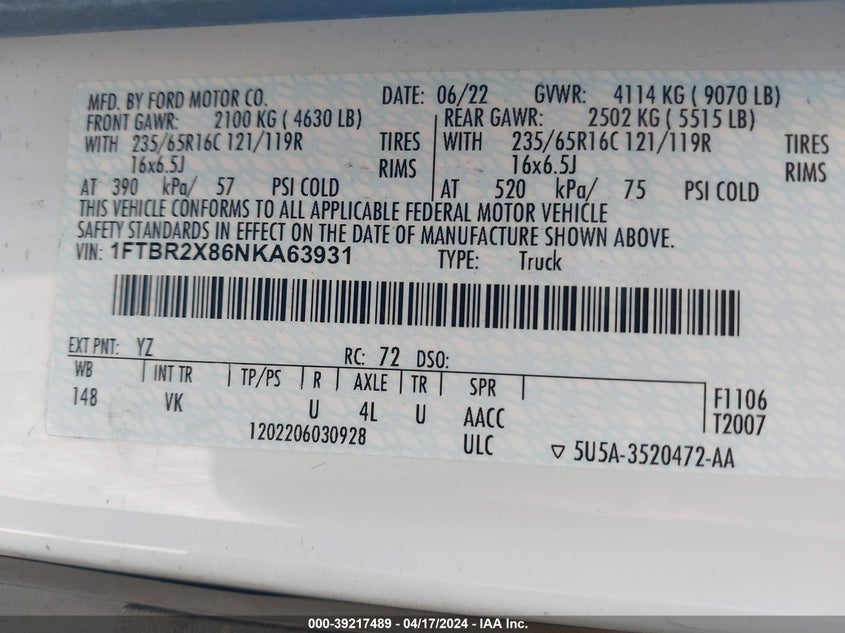 MFD. BY FORD MOTOR CO. DATE: 06/22 GVWR: 4114 KG ( 9070 LB)
FRONT GAWR: 2100 KG ( 4630 LB) REAR GAWR: 2502 KG ( 5515 LB)
WITH 235/65R16C 121/119R TIRES WITH 235/65R16C 121/119R TIRES
16x6.5J RIMS 16x6.5J RIMS
AT 390 kPa/ 57 PSI COLD AT 520 kPa/ 75 PSI COLD
THIS VEHICLE CONFORMS TO ALL APPLICABLE FEDERAL MOTOR VEHICLE
SAFETY STANDARDS IN EFFECT ON THE DATE OF MANUFACTURE SHOWN ABOVE.
VIN: 1FTBR2X86NKA63931 TYPE: Truck
EXT PNT: YZ RC: 72 DSO:
WB INT TR TP/PS R AXLE TR SPR F1106
148 VK U 4L U AACC T2007
1202206030928 ULC ▽ 5U5A-3520472-AA
000-39217489 - 04/17/2024 - IAA Inc.